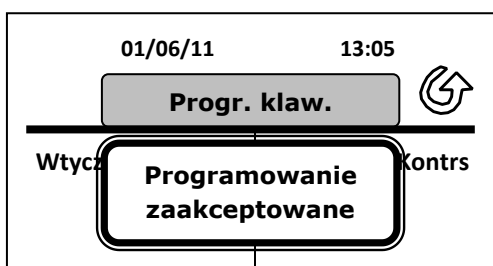 01/06/11 13:05
Progr. klaw.
Wtycz Kontrs
Programowanie
zaakceptowane